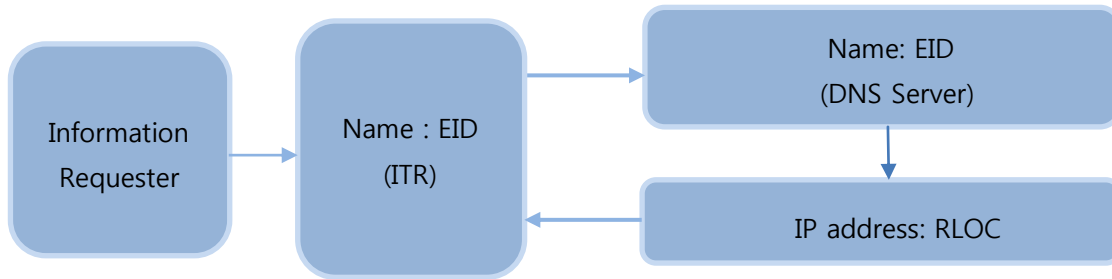 Information
Requester
Name : EID
(ITR)
Name: EID
(DNS Server)
IP address: RLOC